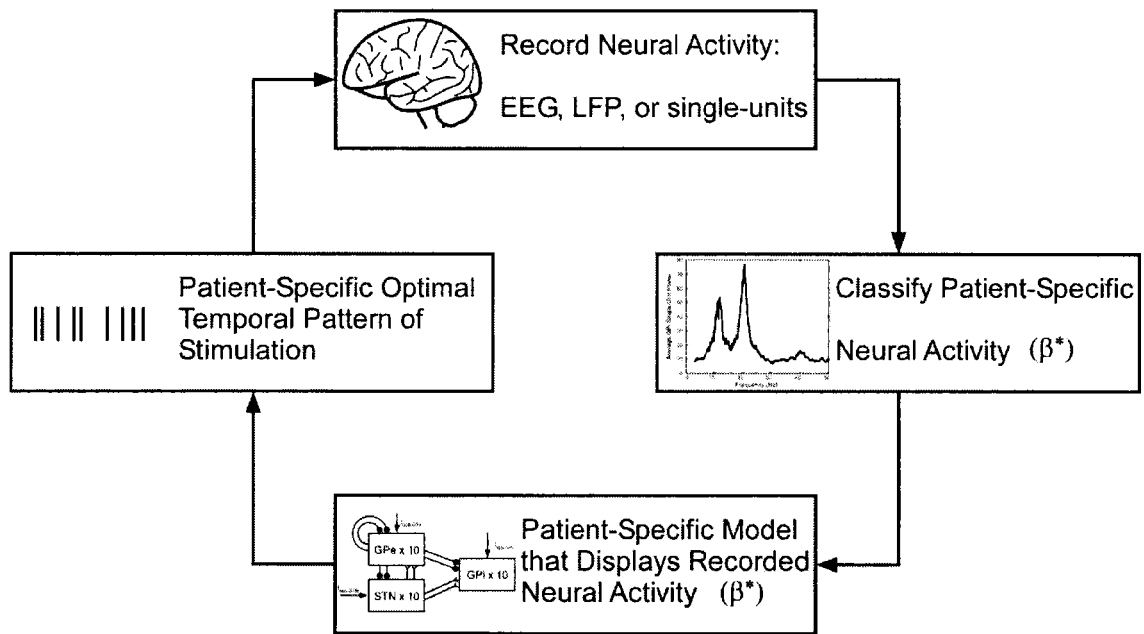 Record Neural Activity:
EEG, LFP, or single-units
Classify Patient-Specific
Neural Activity (β*)
Patient-Specific Model
that Displays Recorded
Neural Activity (β*)
GPe x 10
GPi x 10
STN x 10
Patient-Specific Optimal
Temporal Pattern of
Stimulation